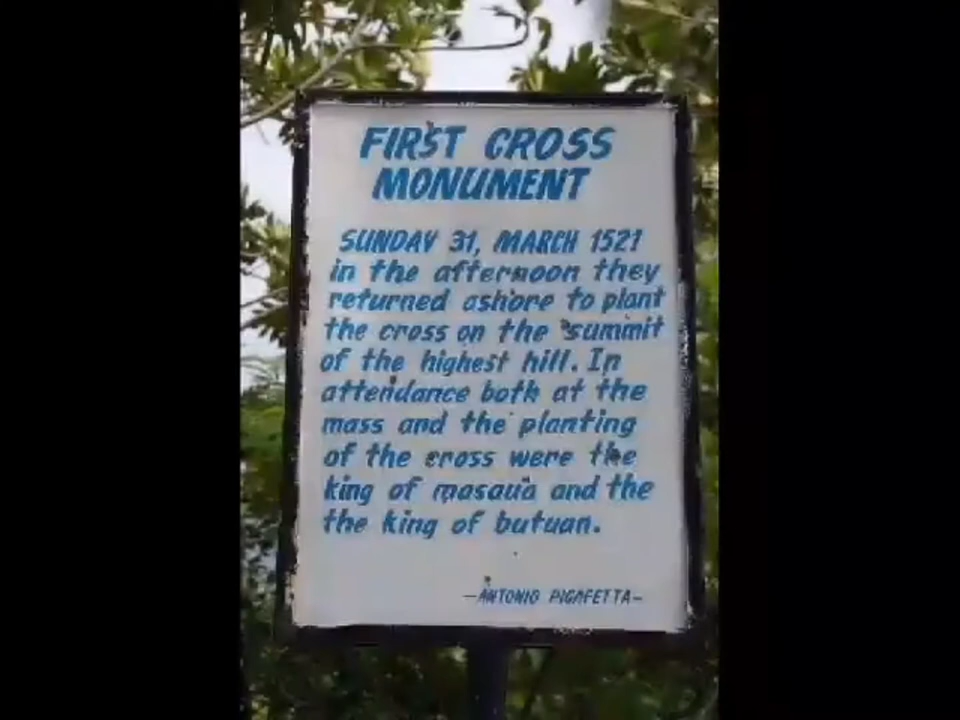 FIRST CROSS
MONUMENT
SUNDAY 31, MARCH 1521
in the afternoon they
returned ashore to plant
the cross on the summit
of the highest hill. In
attendance both at the
mass and the planting
of the cross were the
king of masaua and the
the king of butuan.
—ANTONIO PIGAFETTA—